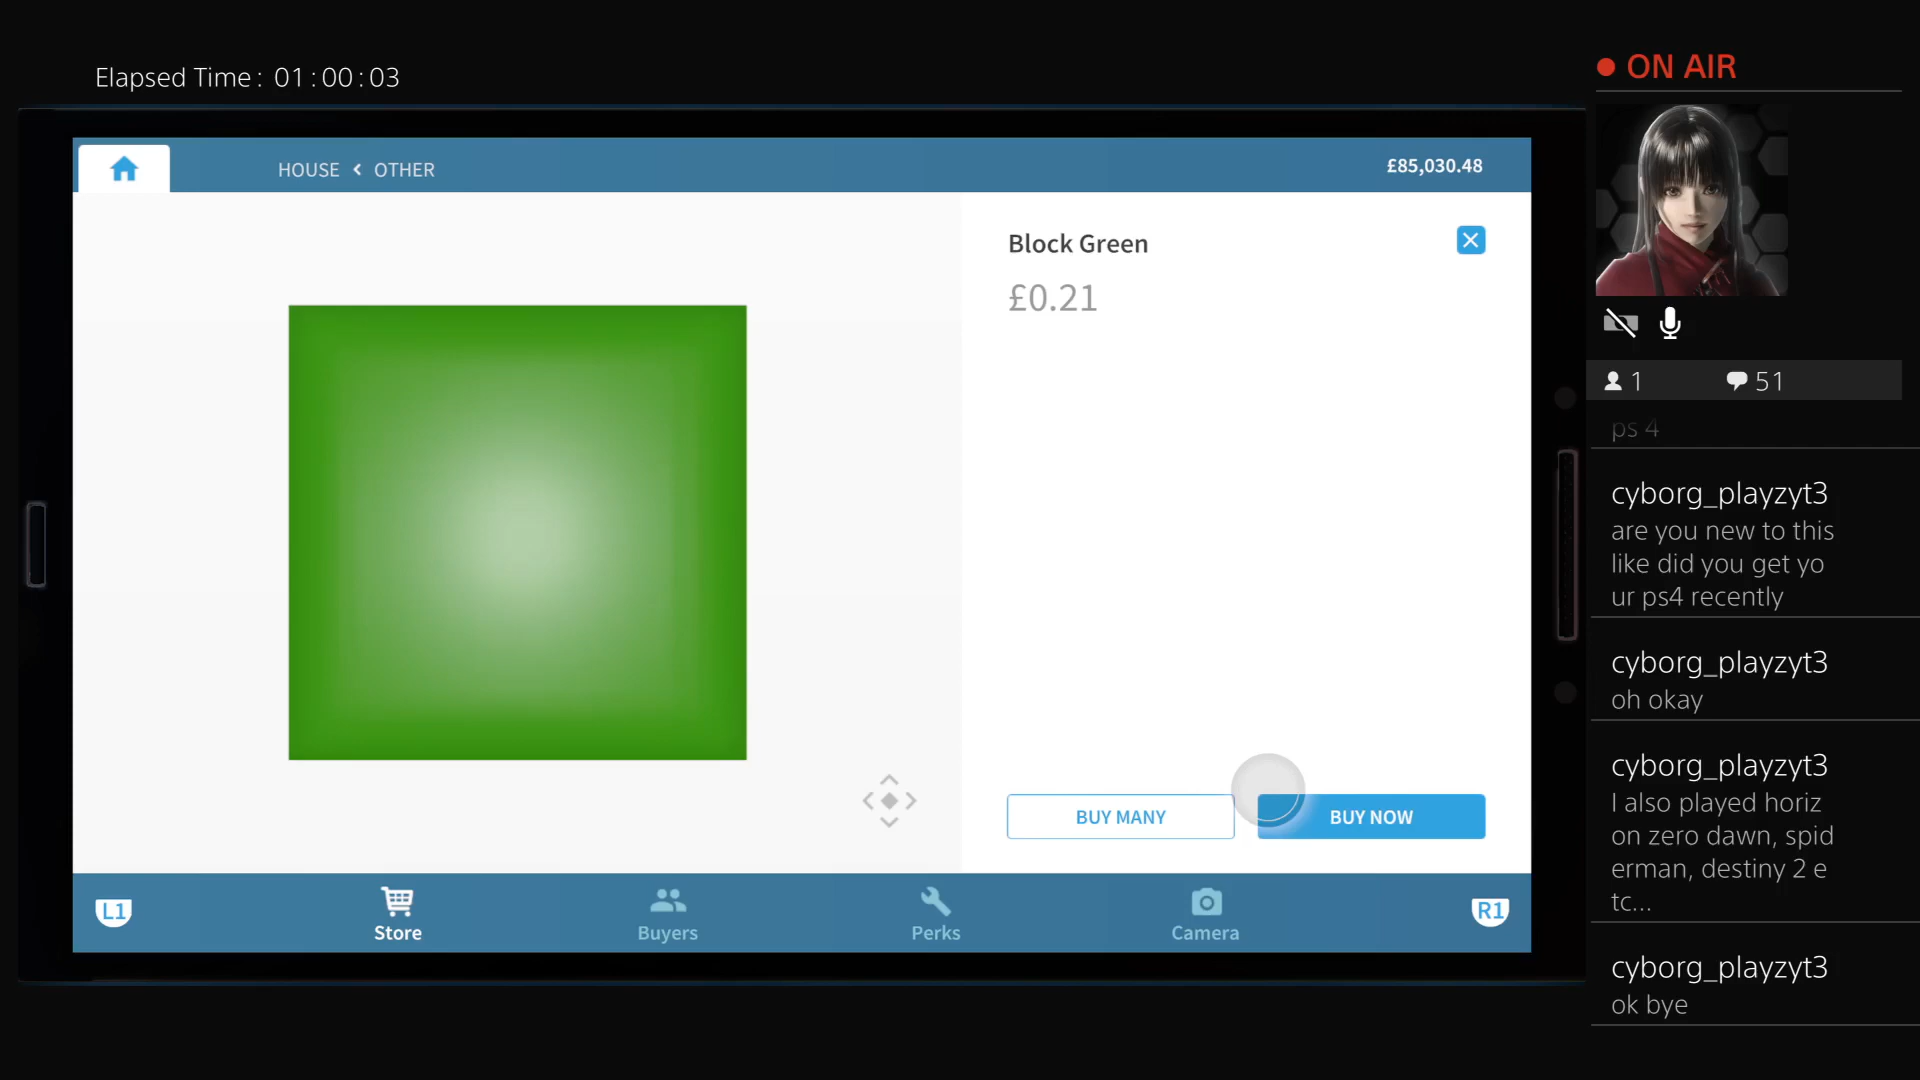 Elapsed Time: 01:00:03
ON AIR
HOUSE < OTHER
£85,030.48
Block Green
£0.21
BUY MANY
BUY NOW
L1
Store
Buyers
Perks
Camera
R1
1
51
ps 4
cyborg_playzyt3
are you new to this
like did you get yo
ur ps4 recently
cyborg_playzyt3
oh okay
cyborg_playzyt3
I also played horiz
on zero dawn, spid
erman, destiny 2 e
tc...
cyborg_playzyt3
ok bye